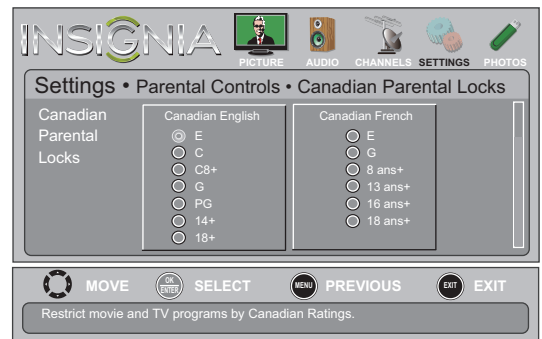 INSIGNIA
PICTURE AUDIO CHANNELS SETTINGS PHOTOS
Settings • Parental Controls • Canadian Parental Locks
Canadian
Parental
Locks
Canadian English
E
C
C8+
G
PG
14+
18+
Canadian French
E
G
8 ans+
13 ans+
16 ans+
18 ans+
MOVE OK ENTER SELECT MENU PREVIOUS EXIT EXIT
Restrict movie and TV programs by Canadian Ratings.